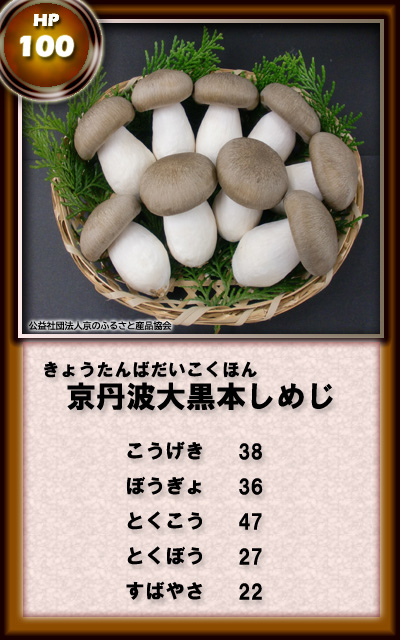 HP
100
公益社団法人京のふるさと産品協会
きょうたんばだいこくほん
京丹波大黒本しめじ
こうげき 38
ぼうぎょ 36
とくこう 47
とくぼう 27
すばやさ 22